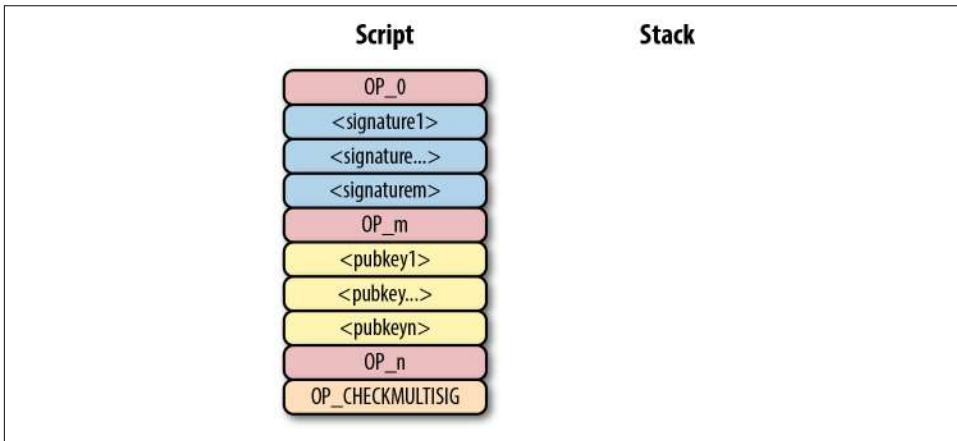 Script Stack
OP_0
<signature1>
<signature...>
<signaturem>
OP_m
<pubkey1>
<pubkey...>
<pubkeyn>
OP_n
OP_CHECKMULTISIG